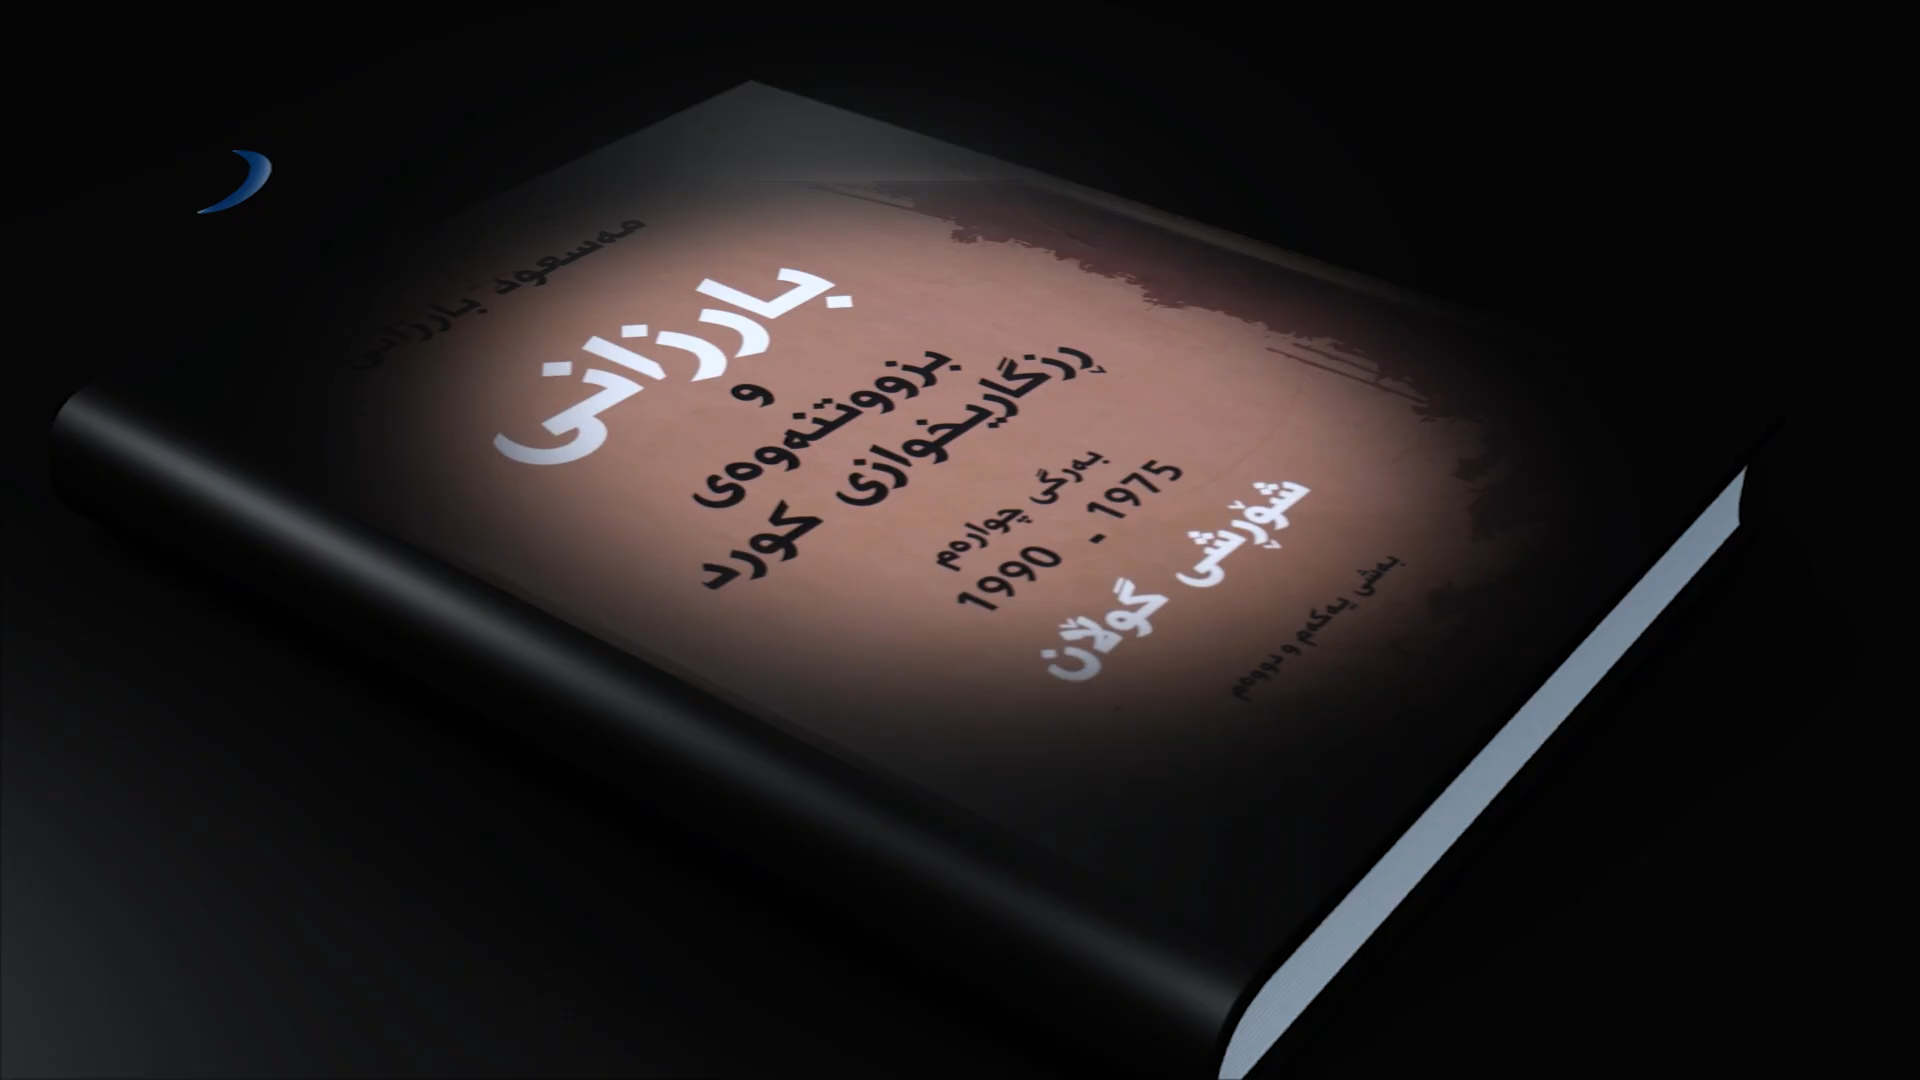 مەسعود بارزانی
بارزانی
و
بزووتنەوەی
ڕزگاریخوازی کورد
بەرگی چوارەم
1975 - 1990
شۆڕشی گوڵان
بەشی یەکەم و دووەم